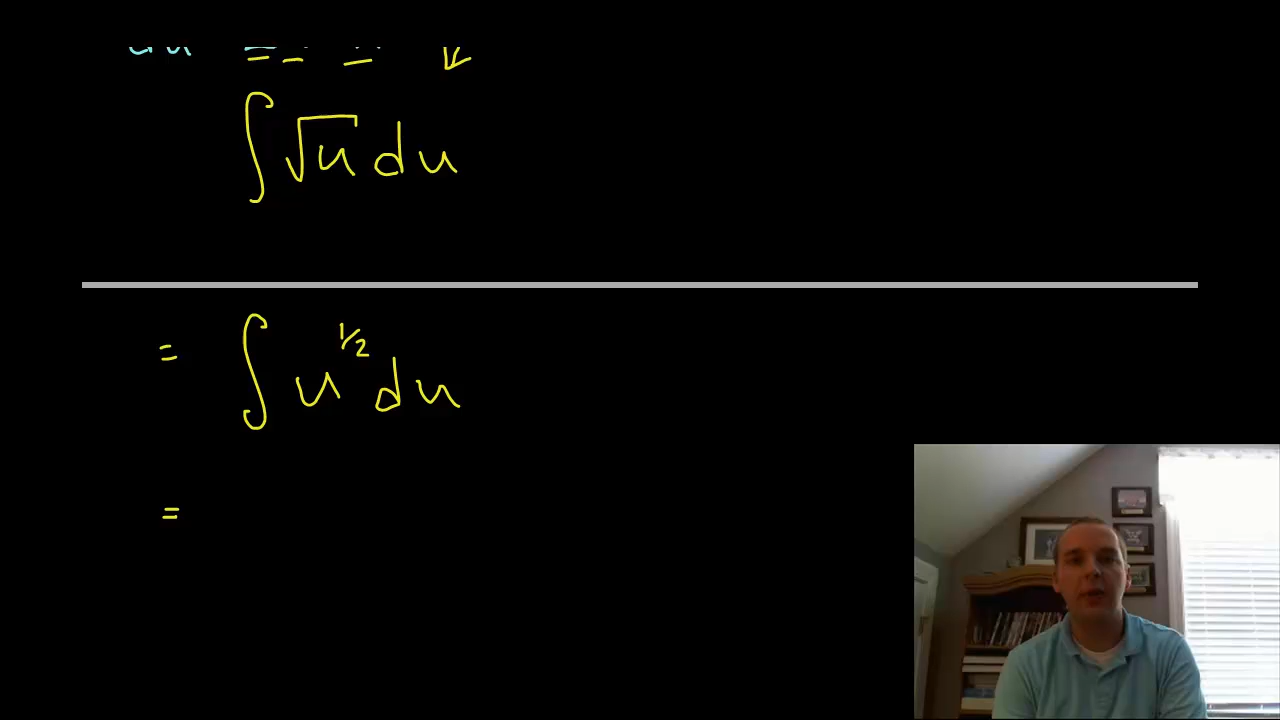 ∫ √u du
= ∫ u^1/2 du
=